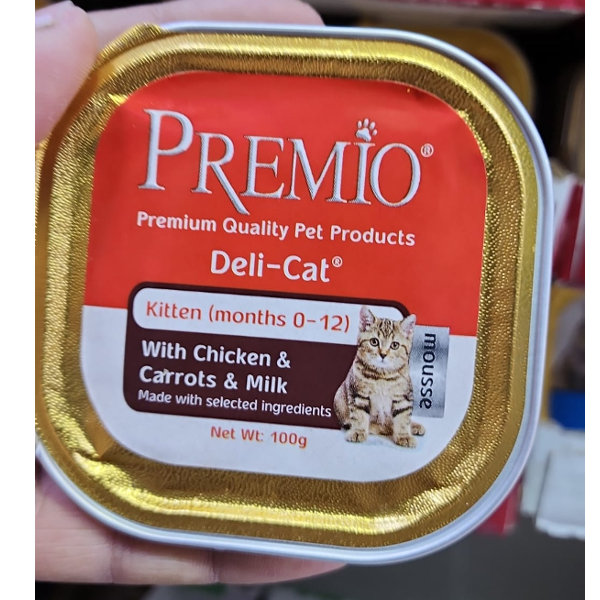 PREMIO®
Premium Quality Pet Products
Deli-Cat®
Kitten (months 0-12)
With Chicken &
Carrots & Milk
Made with selected ingredients
mousse
Net Wt: 100g